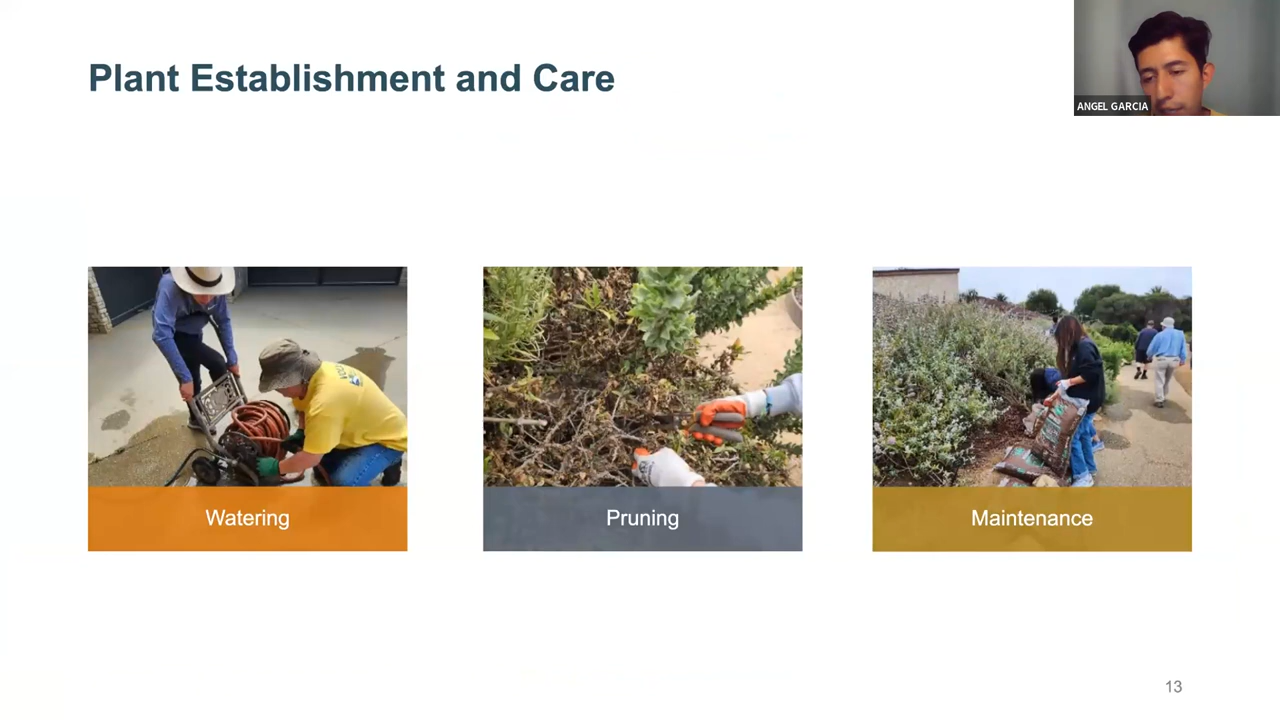 Plant Establishment and Care
ANGEL GARCIA
Watering
Pruning
Maintenance
13